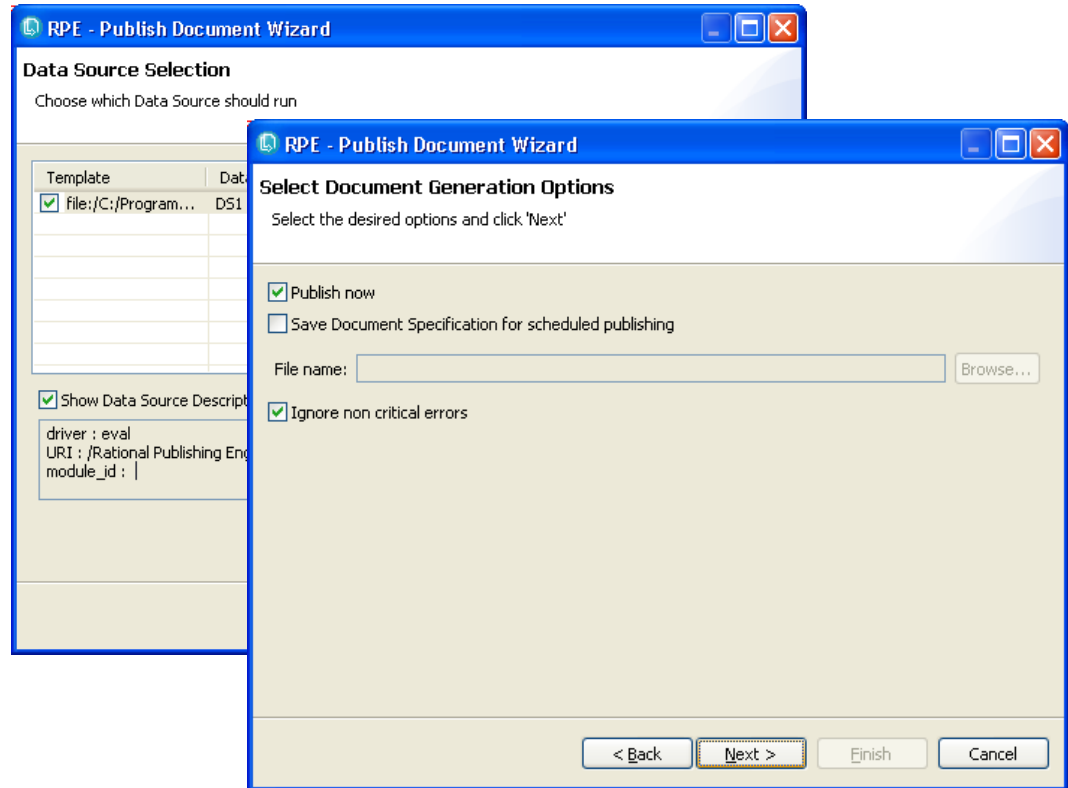 RPE - Publish Document Wizard
Data Source Selection
Choose which Data Source should run
Template
file:/C:/Program... DS1
Show Data Source
driver : eval
URI : /Rational Publishing
module_id :
RPE - Publish Document Wizard
Select Document Generation Options
Select the desired options and click 'Next'
Publish now
Save Document Specification for scheduled publishing
File name: Browse...
Ignore non critical errors
< Back Next > Finish Cancel